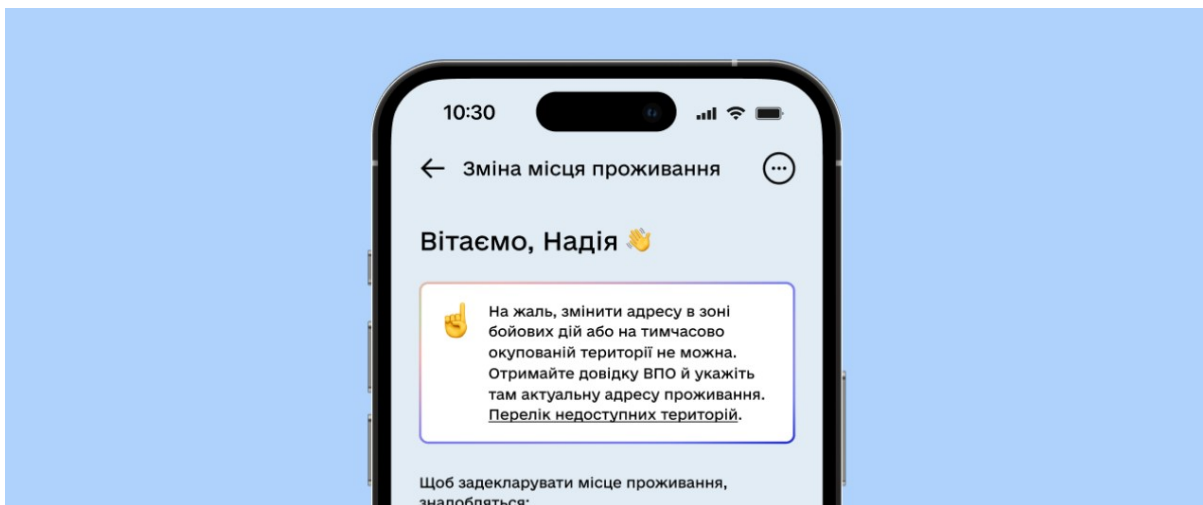 10:30
Зміна місця проживання
Вітаємо, Надія
На жаль, змінити адресу в зоні
бойових дій або на тимчасово
окупованій території не можна.
Отримайте довідку ВПО й укажіть
там актуальну адресу проживання.
Перелік недоступних територій.
Щоб задекларувати місце проживання,
знадобляться: